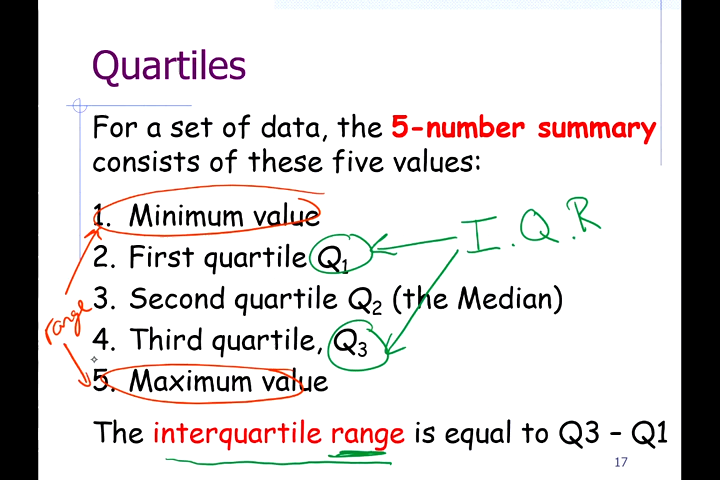 Quartiles
For a set of data, the 5-number summary
consists of these five values:
1. Minimum value
2. First quartile Q₁
I.Q.R
3. Second quartile Q₂ (the Median)
range
4. Third quartile, Q₃
5. Maximum value
The interquartile range is equal to Q3 – Q1
17